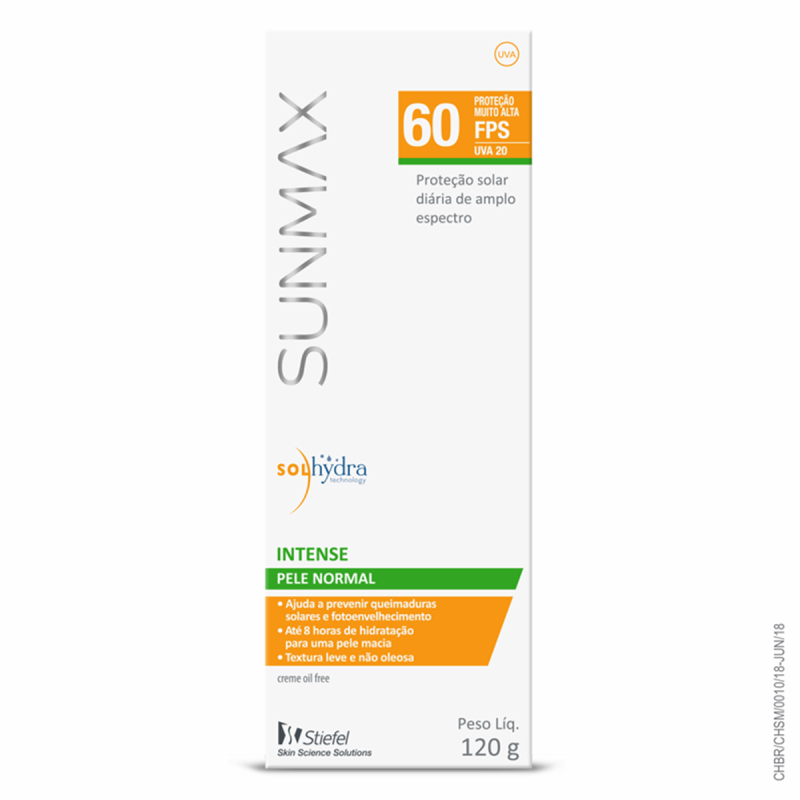 UVA
60
PROTEÇÃO
MUITO ALTA
FPS
UVA 20
Proteção solar
diária de amplo
espectro
SUNMAX
solhydra
technology
INTENSE
PELE NORMAL
• Ajuda a prevenir queimaduras
solares e fotoenvelhecimento
• Até 8 horas de hidratação
para uma pele macia
• Textura leve e não oleosa
creme oil free
Stiefel
Skin Science Solutions
Peso Líq.
120 g
CHBR/CHSM/0010/18-JUN/18